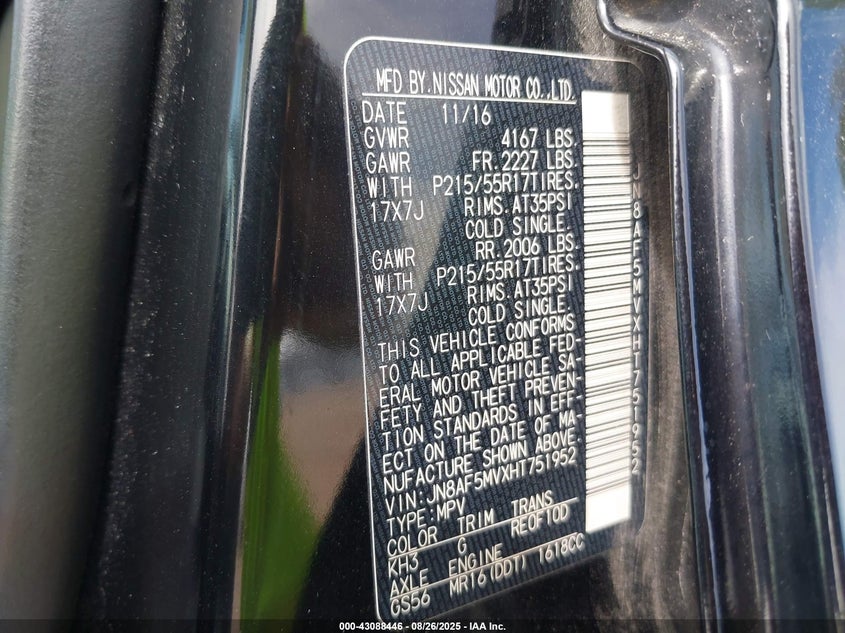 MFD BY.NISSAN MOTOR CO.,LTD.
DATE 11/16
GVWR 4167 LBS.
GAWR FR.2227 LBS.
WITH P215/55R17TIRES.
17X7J RIMS.AT35PSI
COLD SINGLE.
GAWR RR.2006 LBS.
WITH P215/55R17TIRES.
17X7J RIMS.AT35PSI
COLD SINGLE.
THIS VEHICLE CONFORMS
TO ALL APPLICABLE FED-
ERAL MOTOR VEHICLE SA-
FETY AND THEFT PREVEN-
TION STANDARDS IN EFF-
ECT ON THE DATE OF MA-
NUFACTURE SHOWN ABOVE.
VIN:JN8AF5MVXHT751952
TYPE:MPV
COLOR TRIM TRANS
KH3 G RE0F10D
AXLE ENGINE
GS56 MR16(DDT) 1618CC
JN8AF5MVXHT751952
000-43088446 - 08/26/2025 - IAA Inc.